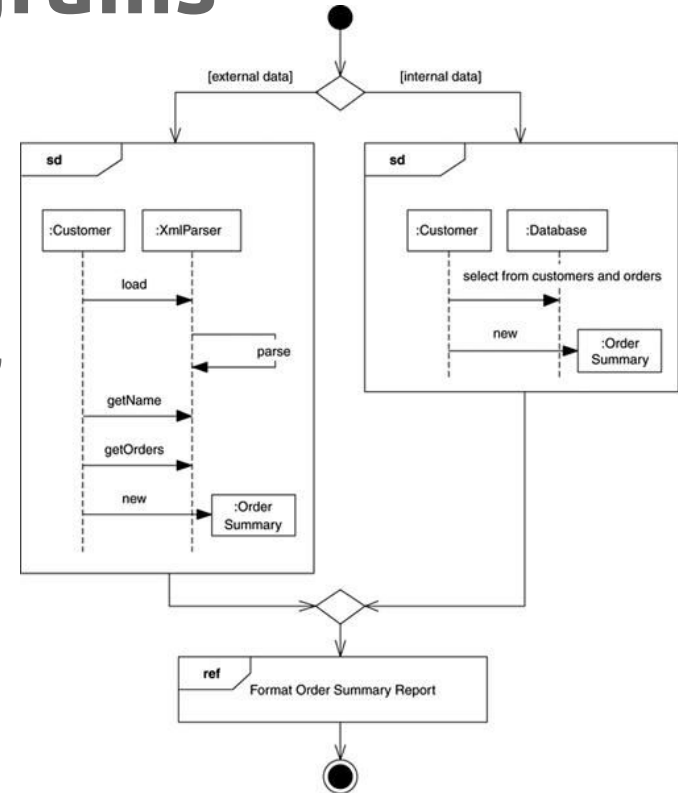 [external data]
[internal data]
sd
:Customer
:XmlParser
load
parse
getName
getOrders
new
:Order
Summary
sd
:Customer
:Database
select from customers and orders
new
:Order
Summary
ref
Format Order Summary Report